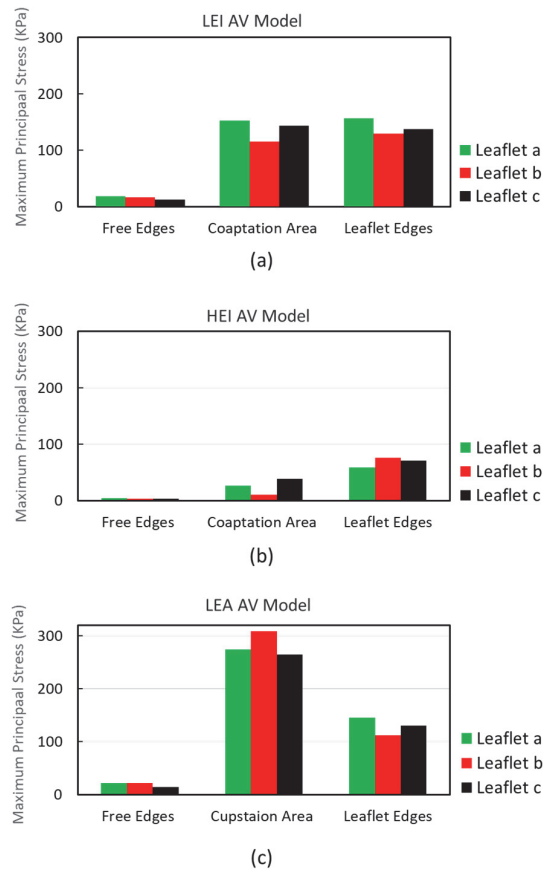 LEI AV Model
Maximum Principaal Stress (KPa)
300
200
100
0
Free Edges Coaptation Area Leaflet Edges
Leaflet a
Leaflet b
Leaflet c
(a)
HEI AV Model
Maximum Principaal Stress (KPa)
300
200
100
0
Free Edges Coaptation Area Leaflet Edges
Leaflet a
Leaflet b
Leaflet c
(b)
LEA AV Model
Maximum Principaal Stress (KPa)
300
200
100
0
Free Edges Cupstaion Area Leaflet Edges
Leaflet a
Leaflet b
Leaflet c
(c)